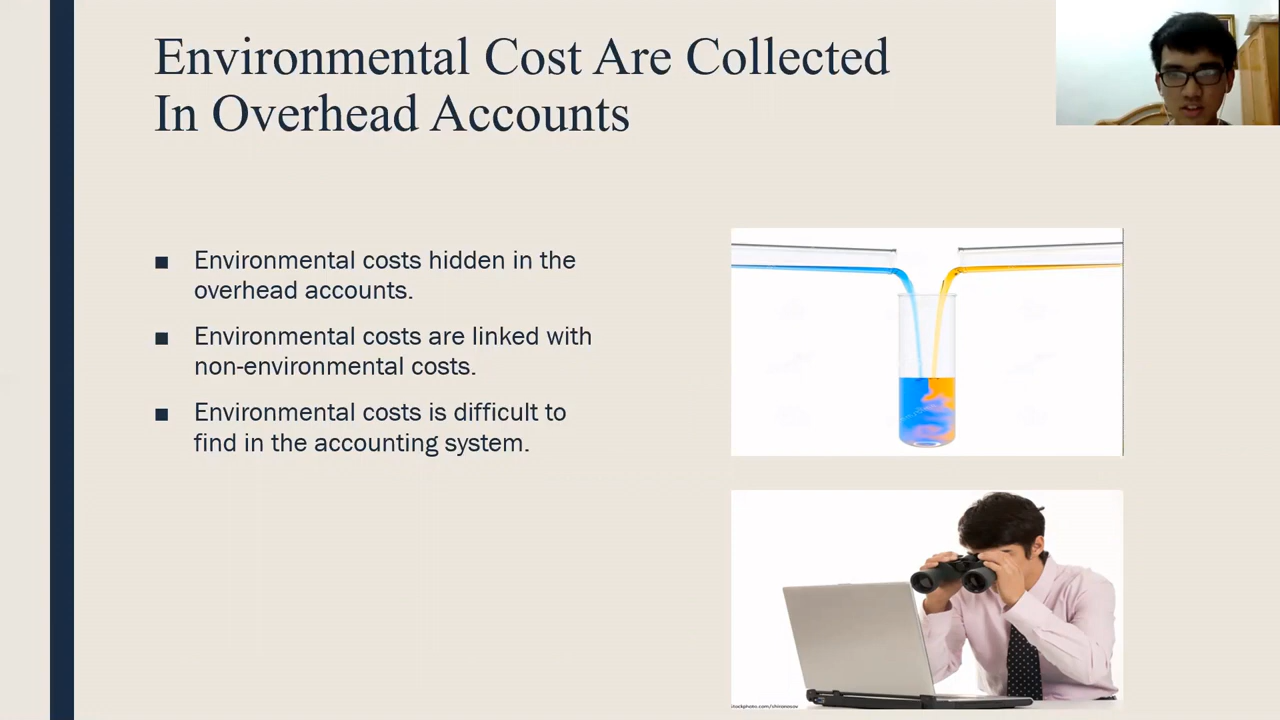 Environmental Cost Are Collected
In Overhead Accounts
■ Environmental costs hidden in the
overhead accounts.
■ Environmental costs are linked with
non-environmental costs.
■ Environmental costs is difficult to
find in the accounting system.